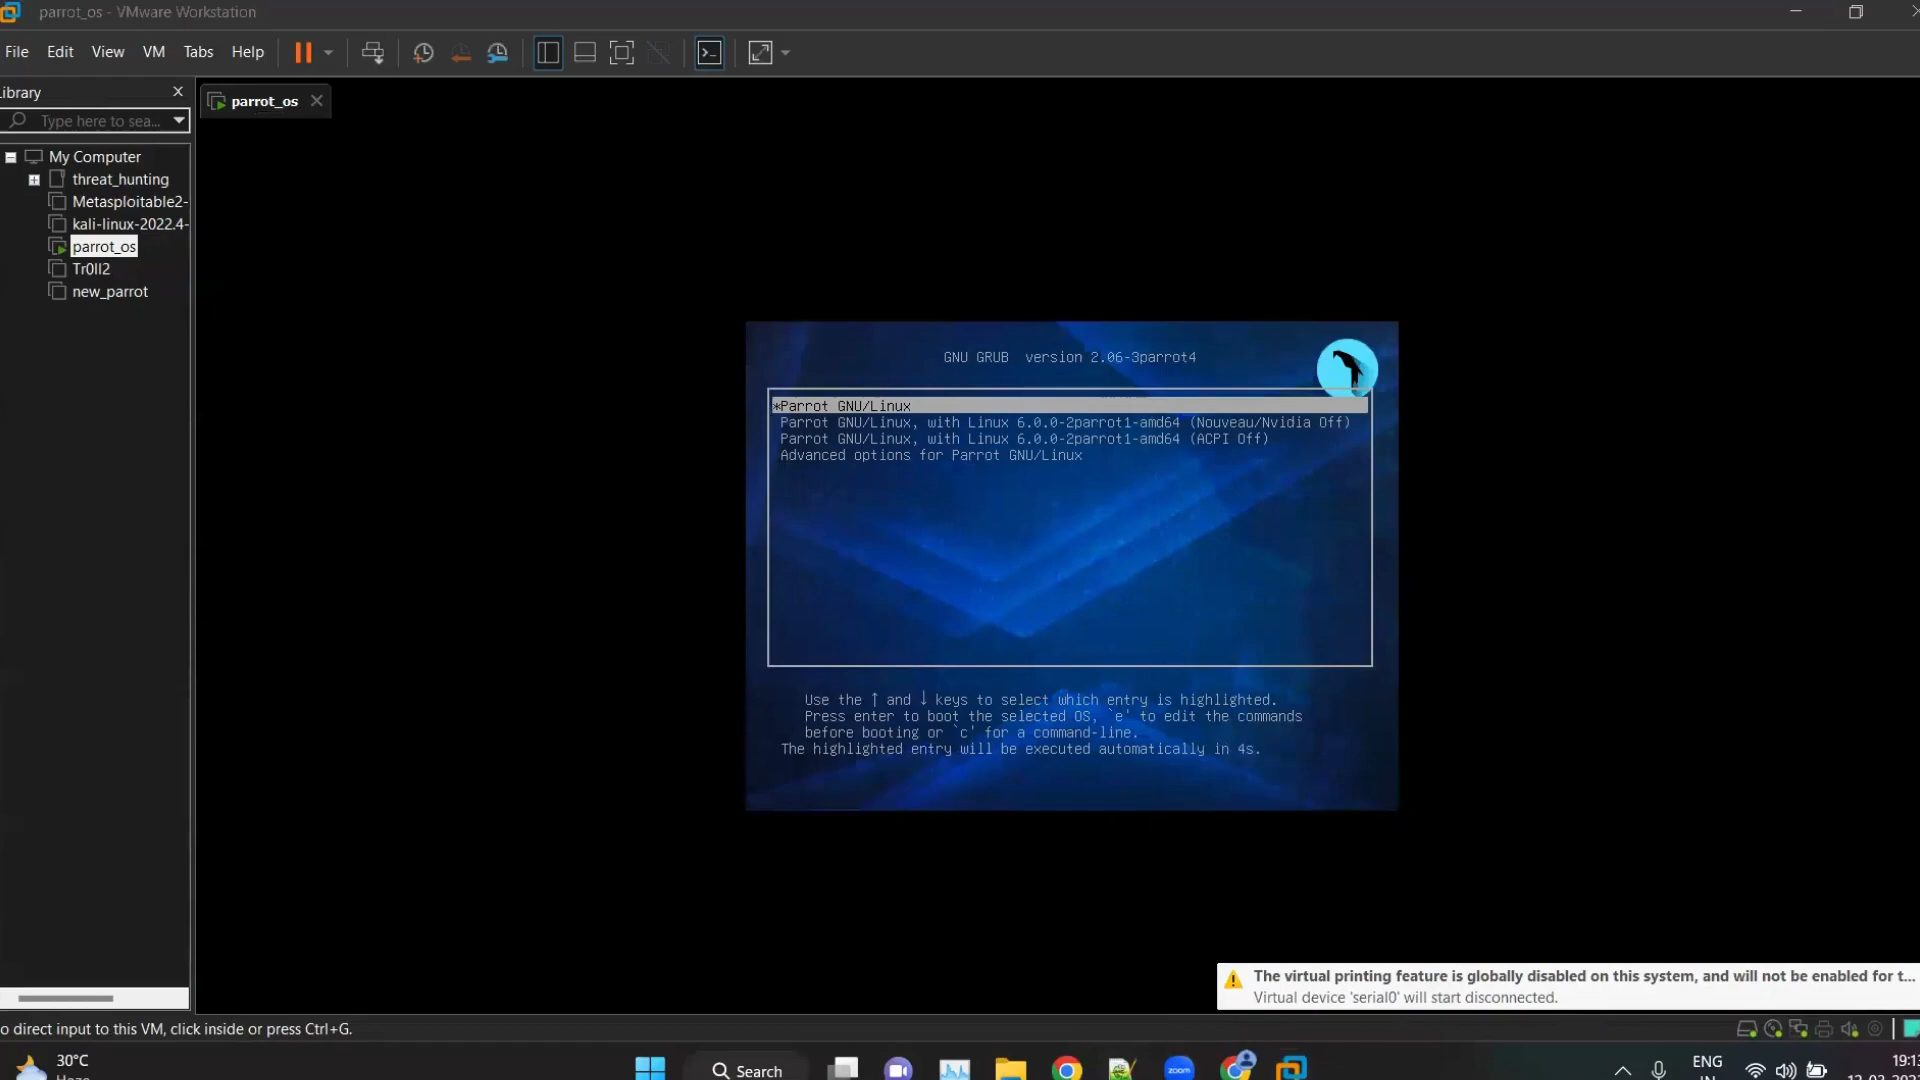 parrot_os - VMware Workstation
File Edit View VM Tabs Help
Library
parrot_os
Type here to sea...
My Computer
threat_hunting
Metasploitable2-
kali-linux-2022.4-
parrot_os
Tr0ll2
new_parrot
GNU GRUB version 2.06-3parrot4
*Parrot GNU/Linux
Parrot GNU/Linux, with Linux 6.0.0-2parrot1-amd64 (Nouveau/Nvidia Off)
Parrot GNU/Linux, with Linux 6.0.0-2parrot1-amd64 (ACPI Off)
Advanced options for Parrot GNU/Linux
Use the ↑ and ↓ keys to select which entry is highlighted.
Press enter to boot the selected OS, `e' to edit the commands
before booting or `c' for a command-line.
The highlighted entry will be executed automatically in 4s.
The virtual printing feature is globally disabled on this system, and will not be enabled for t...
Virtual device 'serial0' will start disconnected.
o direct input to this VM, click inside or press Ctrl+G.
30°C
Haze
Search
zoom
ENG
IN
19:13